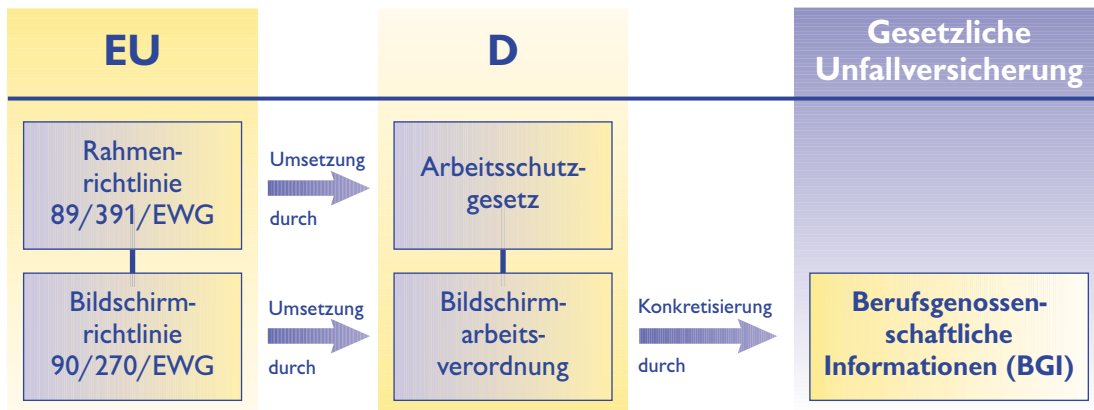 EU
D
Gesetzliche
Unfallversicherung
Rahmen-
richtlinie
89/391/EWG
Umsetzung
durch
Arbeitsschutz-
gesetz
Bildschirm-
richtlinie
90/270/EWG
Umsetzung
durch
Bildschirm-
arbeits-
verordnung
Konkretisierung
durch
Berufsgenossen-
schaftliche
Informationen (BGI)